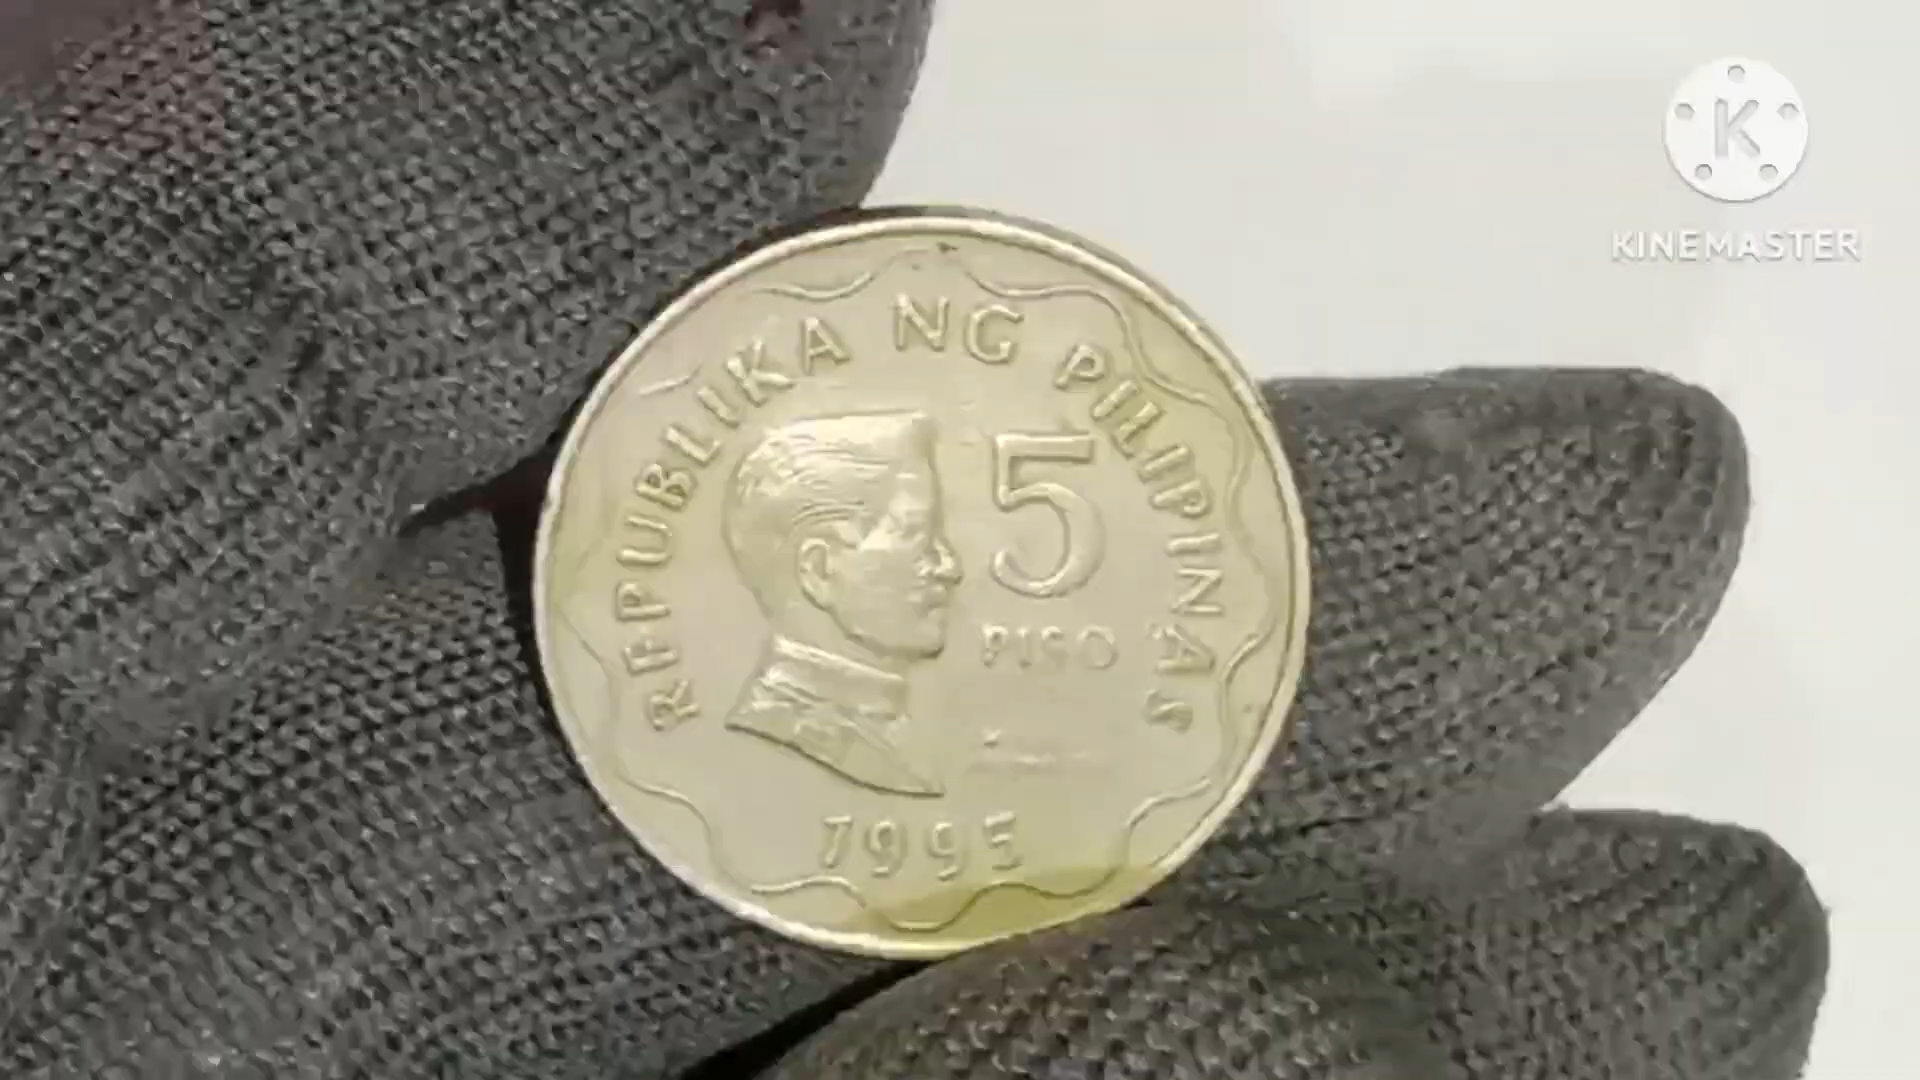 K
KINEMASTER
REPUBLIKA NG PILIPINAS
5
PISO
1995